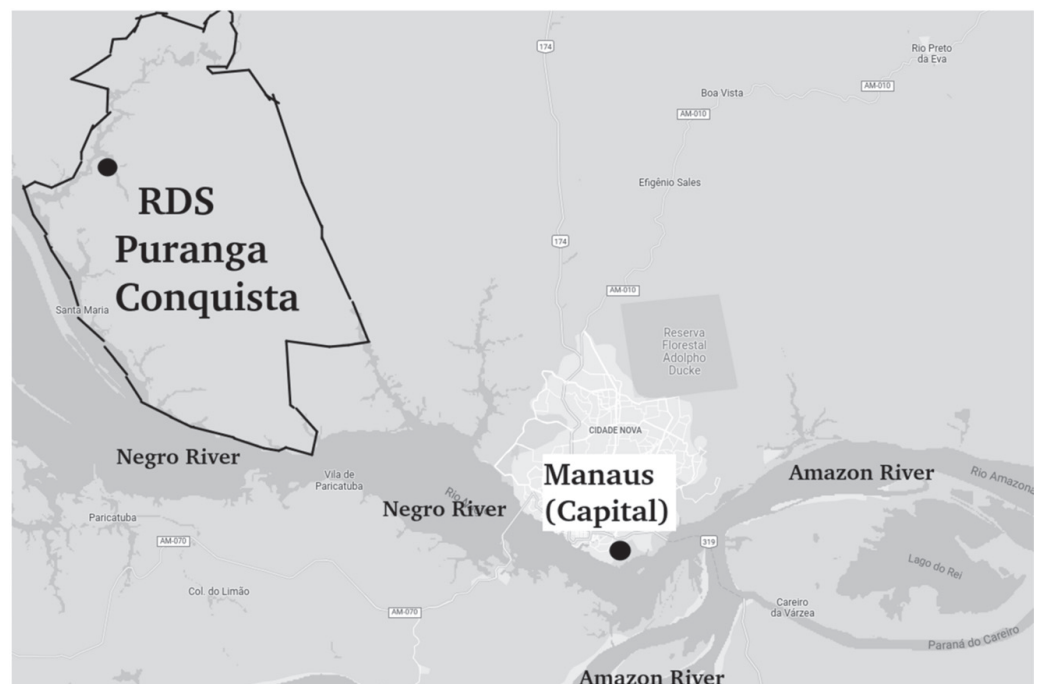 174
Rio Preto
da Eva
AM-010
Boa Vista
AM-010
RDS
Puranga
Conquista
Efigênio Sales
174
AM-010
Santa Maria
Reserva
Florestal
Adolpho
Ducke
CIDADE NOVA
Negro River
Vila de
Paricatuba
Manaus
(Capital)
Amazon River
Negro River
Paricatuba
AM-070
319
Lago do Rei
Col. do Limão
AM-070
Careiro
da Várzea
Paraná do Careiro
Amazon River